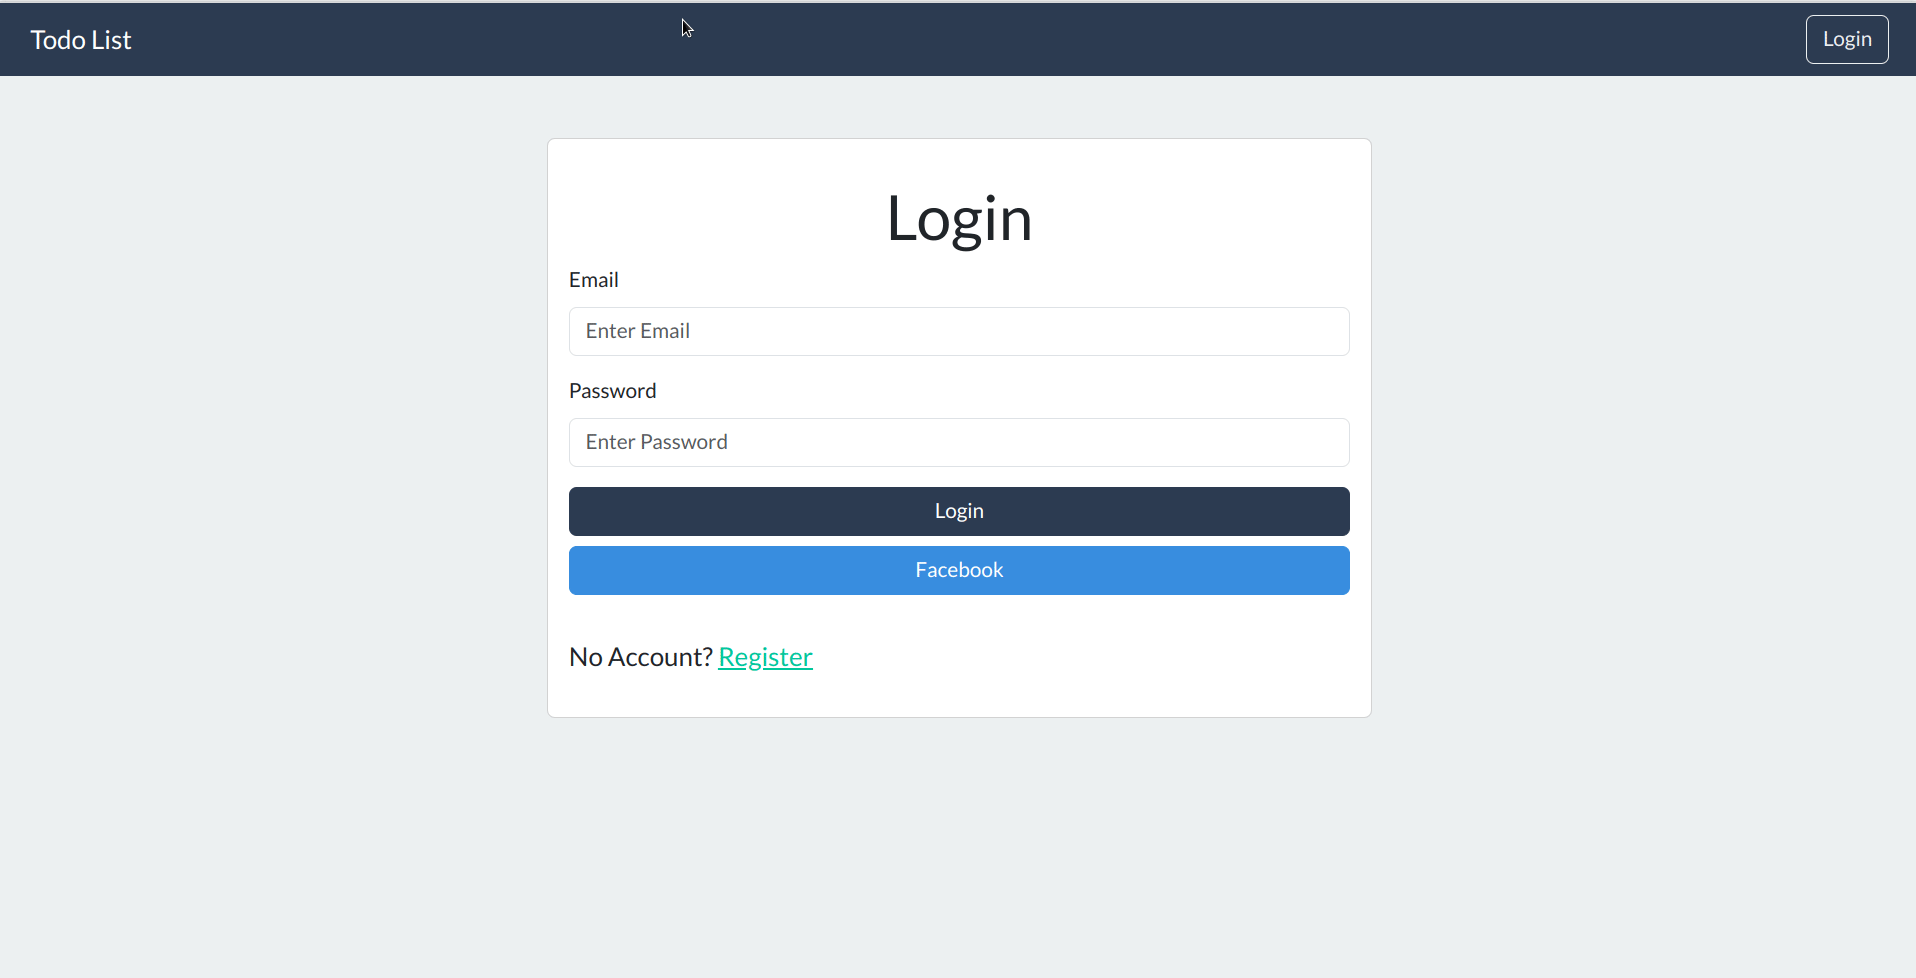 Todo List
Login
Login
Email
Enter Email
Password
Enter Password
Login
Facebook
No Account? Register